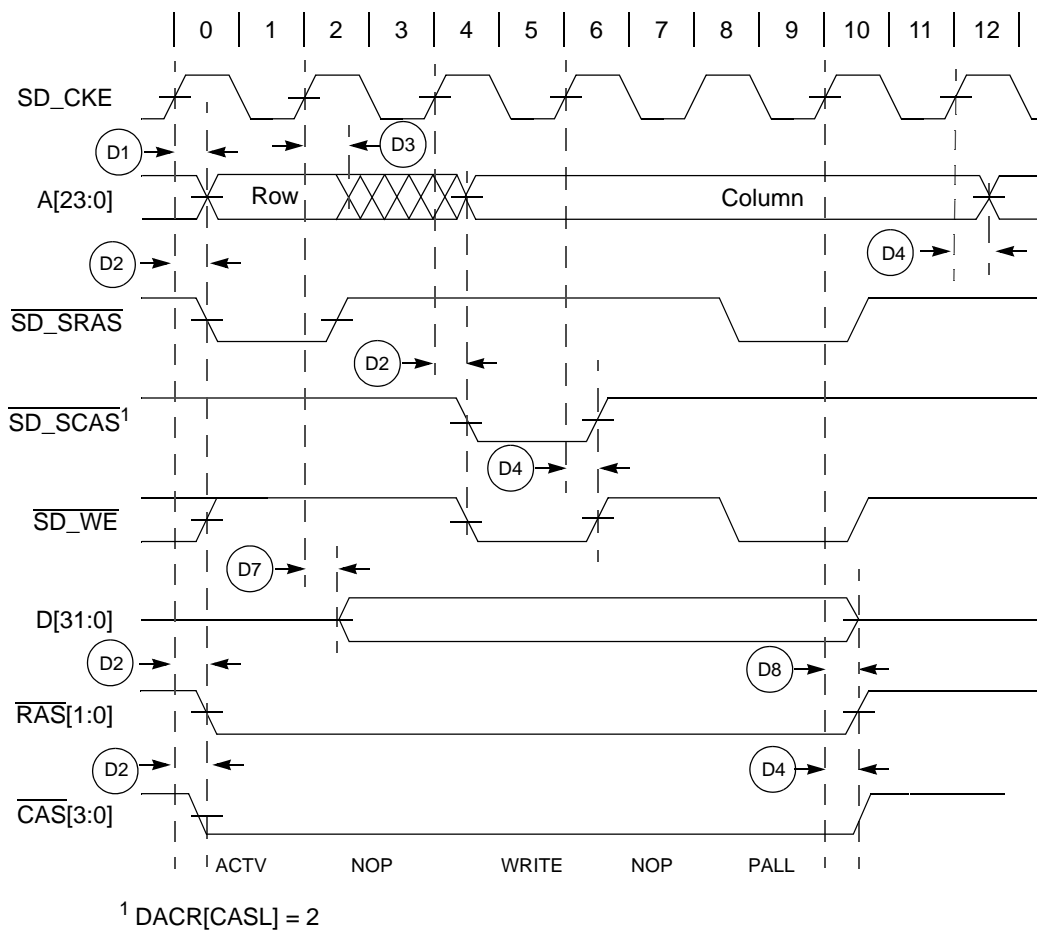 0 1 2 3 4 5 6 7 8 9 10 11 12
SD_CKE
D1 D3
A[23:0] Row Column
D2 D4
SD_SRAS
D2
SD_SCAS¹
D4
SD_WE
D7
D[31:0]
D2 D8
RAS[1:0]
D2 D4
CAS[3:0]
ACTV NOP WRITE NOP PALL
¹ DACR[CASL] = 2